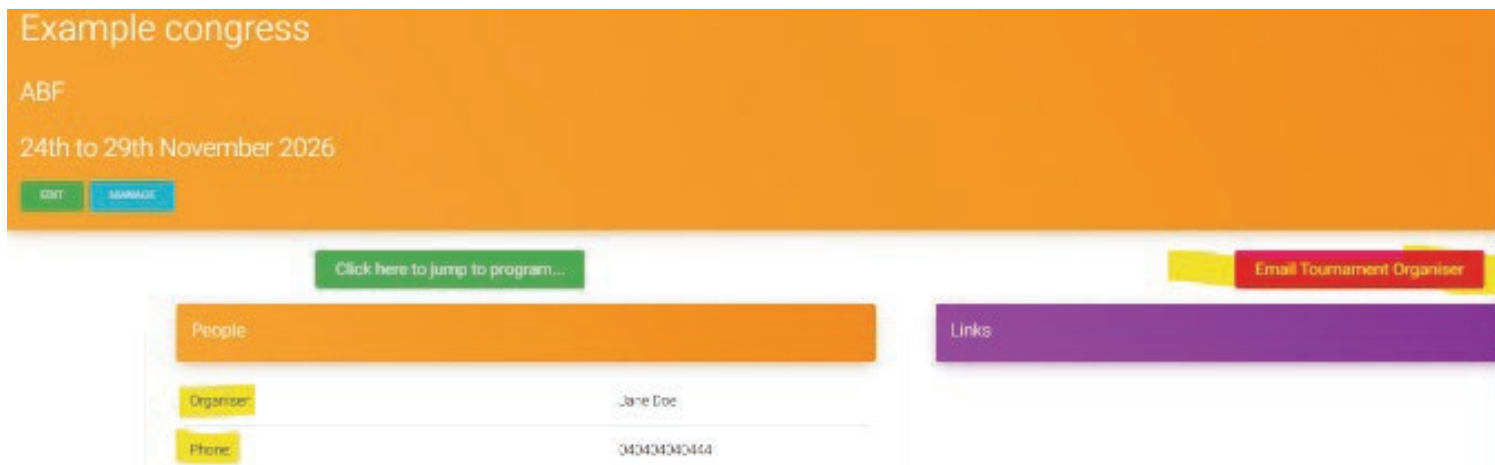 Example congress
ABF
24th to 29th November 2026
EDIT MANAGE
Click here to jump to program... Email Tournament Organiser
People Links
Organiser: Jane Doe
Phone: 040404040444